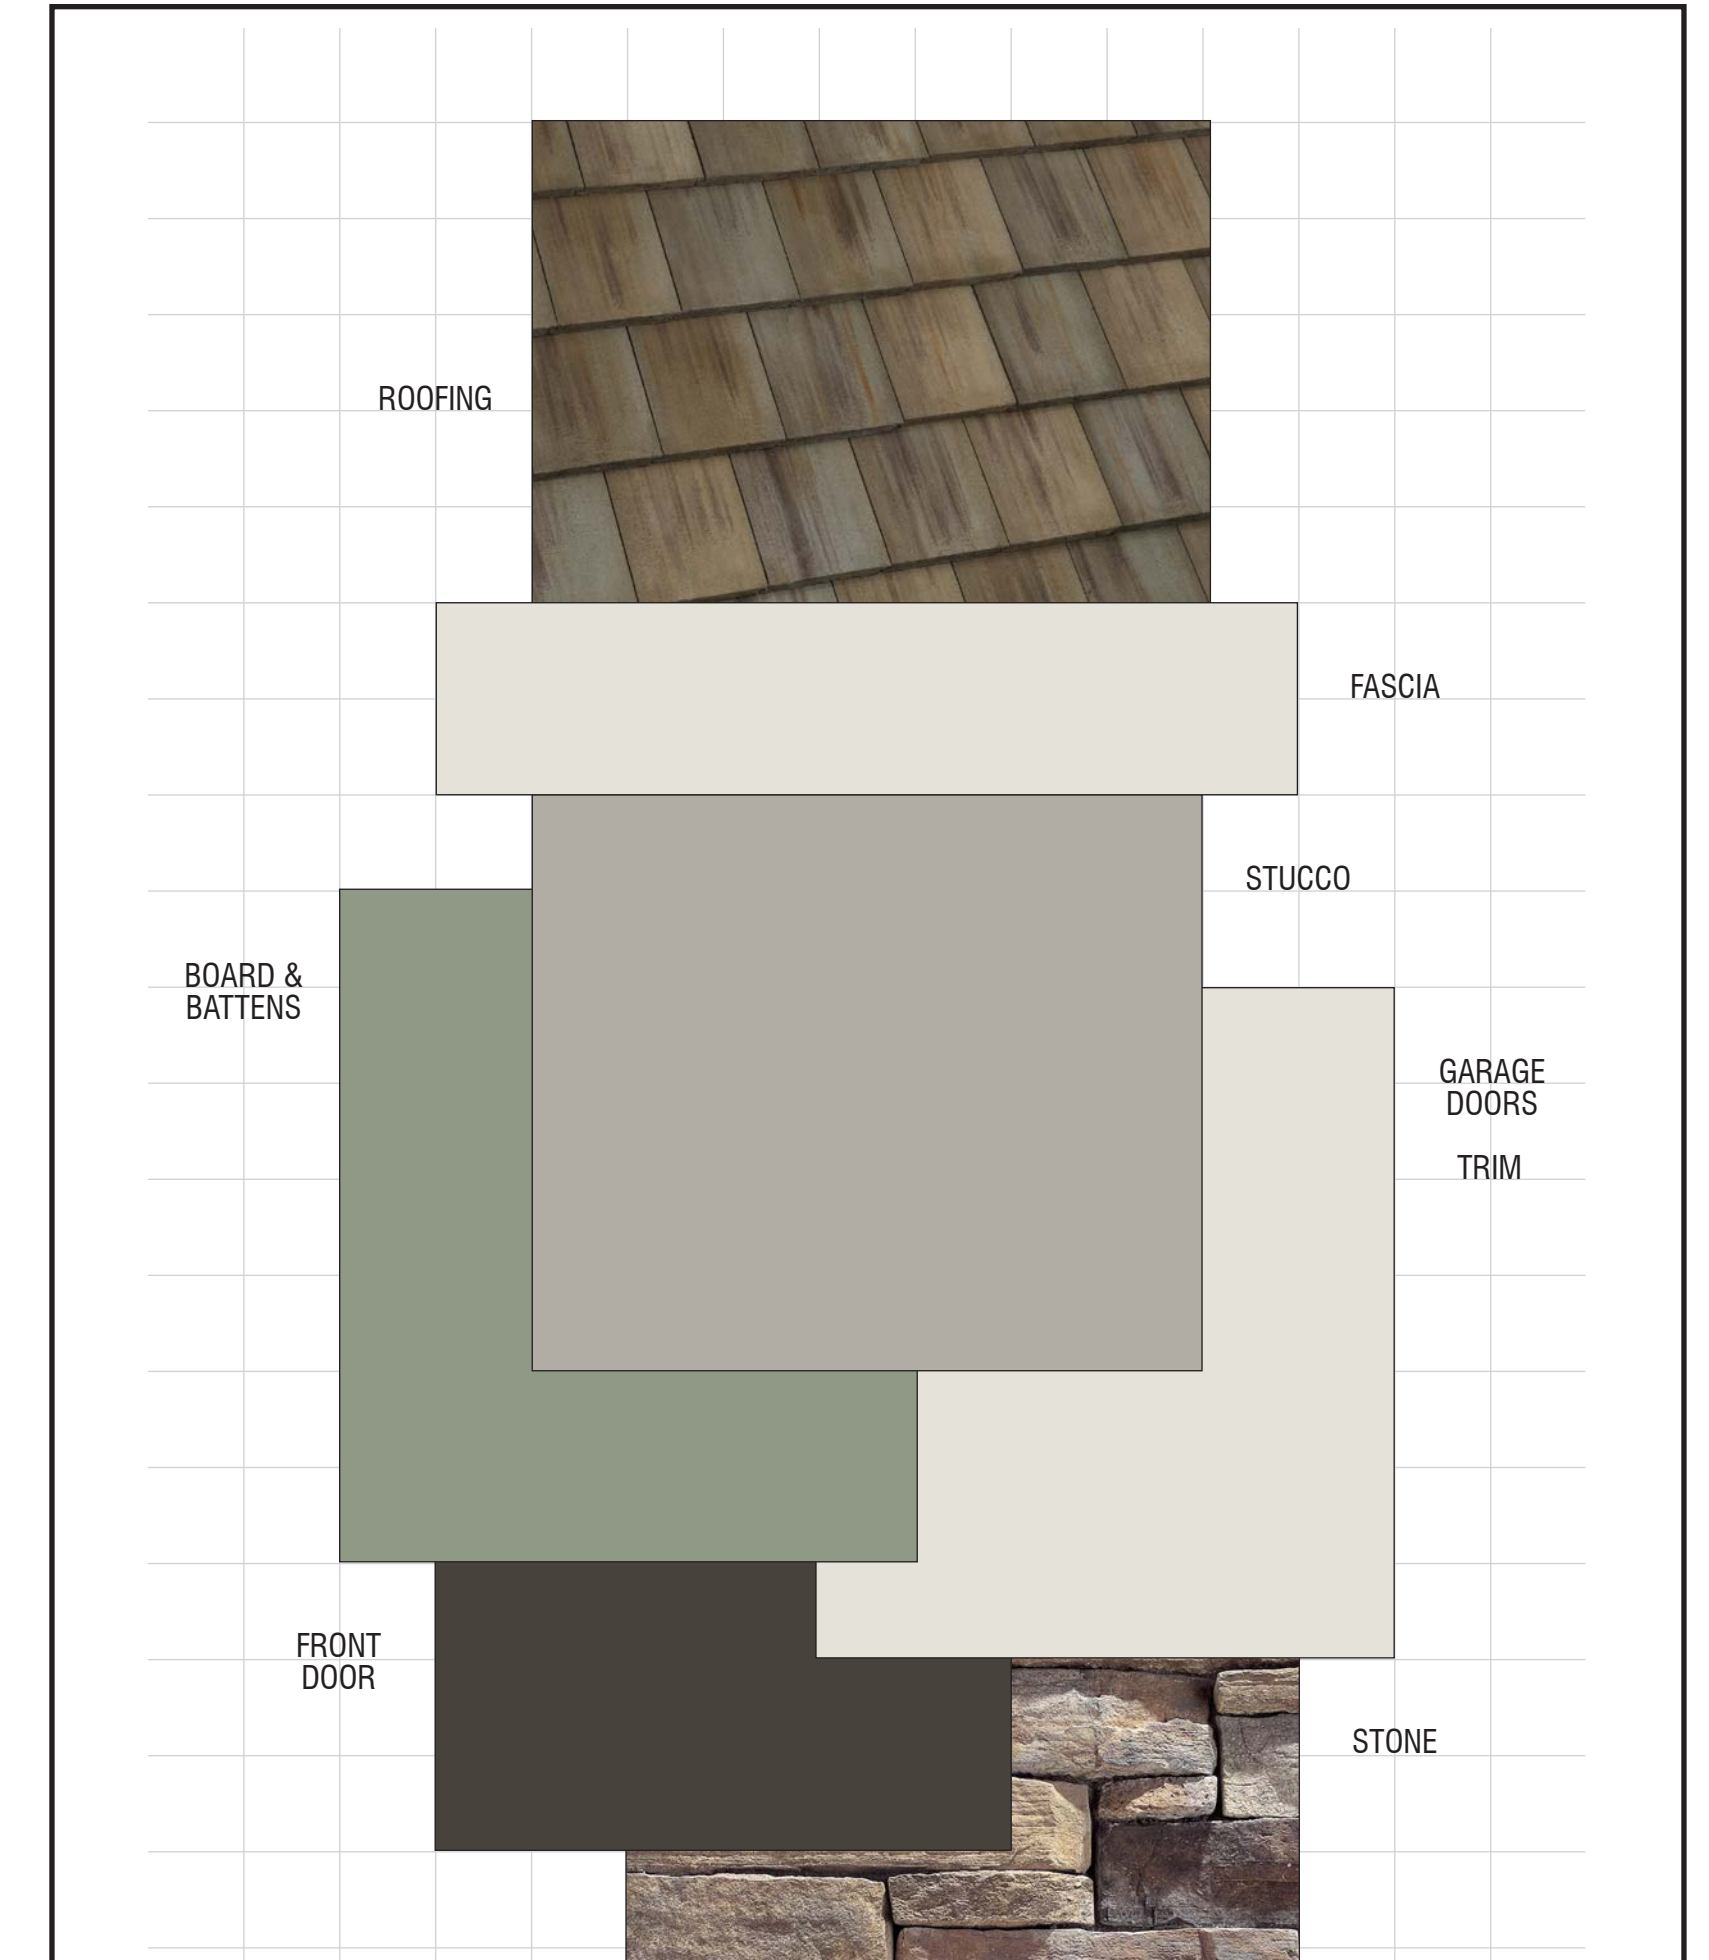 ROOFING
FASCIA
STUCCO
BOARD &
BATTENS
GARAGE
DOORS
TRIM
FRONT
DOOR
STONE